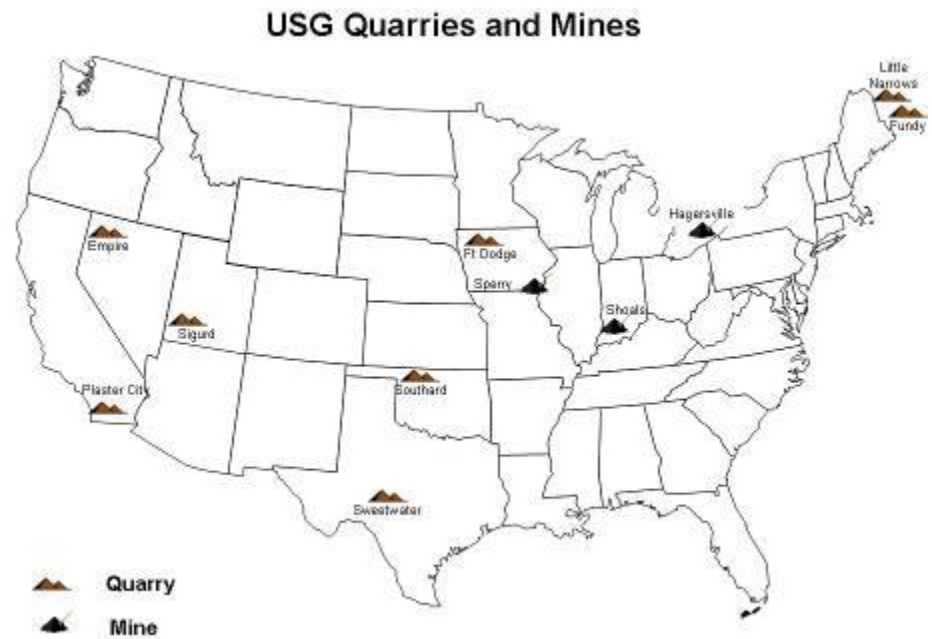 USG Quarries and Mines
Little
Narrows
Fundy
Hagersville
Empire
Ft Dodge
Sperry
Shoals
Sigurd
Plaster City
Southard
Sweetwater
Quarry
Mine